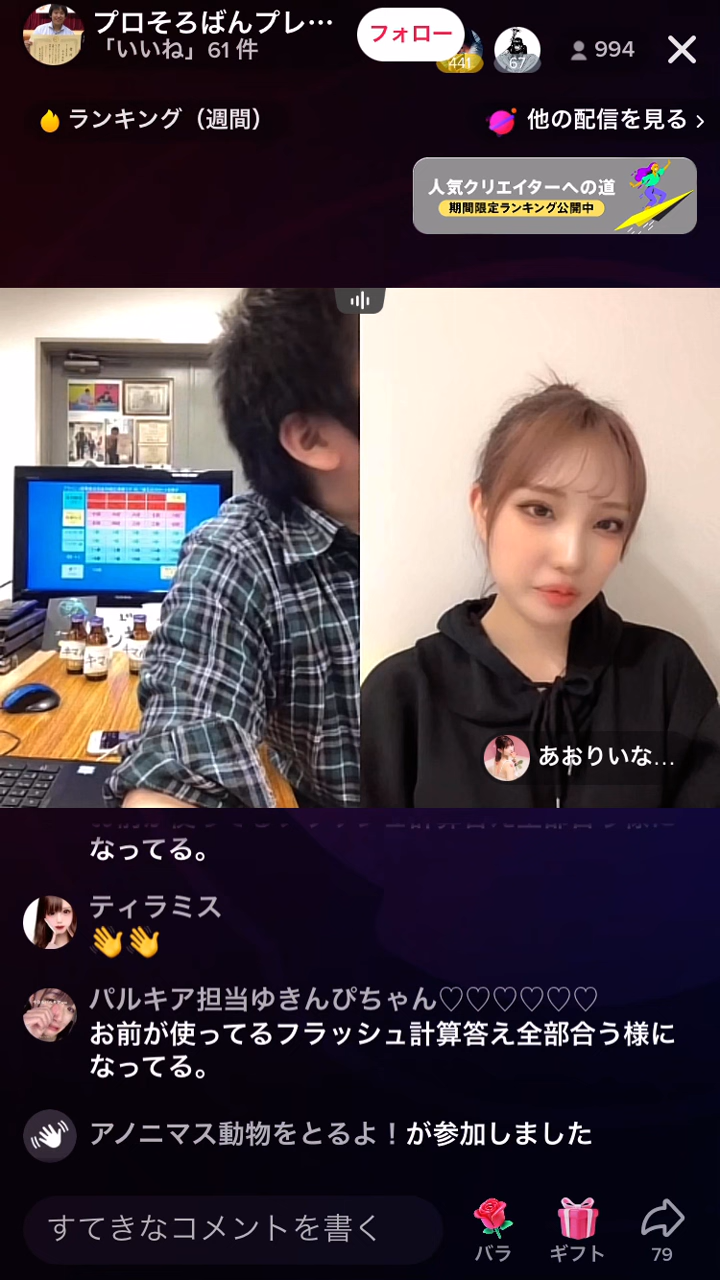 プロそろばんプレ…
「いいね」61 件
フォロー
441
67
994
ランキング（週間）
他の配信を見る
人気クリエイターへの道
期間限定ランキング公開中
あおりいな…
なってる。
ティラミス
👋👋
パルキア担当ゆきんぴちゃん♡♡♡♡♡♡
お前が使ってるフラッシュ計算答え全部合う様に
なってる。
アノニマス動物をとるよ！が参加しました
すてきなコメントを書く
バラ
ギフト
79